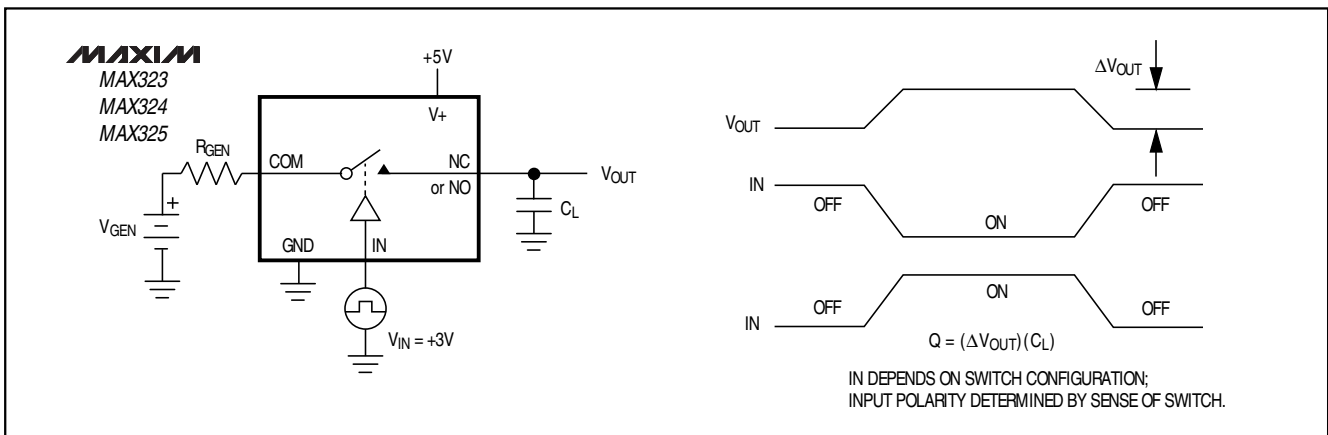 MAXIM
MAX323
MAX324
MAX325
+5V
V+
RGEN
COM
NC
or NO
VOUT
CL
+
VGEN
GND
IN
VIN = +3V
ΔVOUT
VOUT
IN
OFF
ON
OFF
IN
OFF
ON
OFF
Q = (ΔVOUT)(CL)
IN DEPENDS ON SWITCH CONFIGURATION;
INPUT POLARITY DETERMINED BY SENSE OF SWITCH.